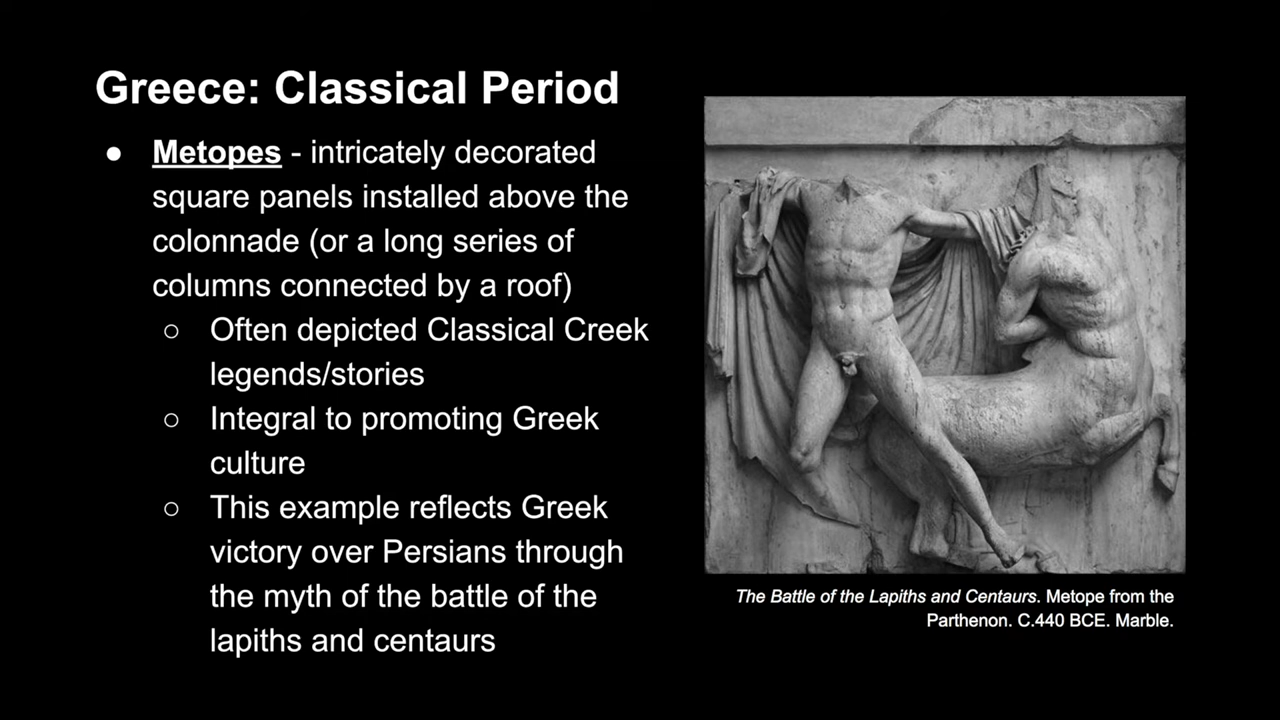 Greece: Classical Period
● Metopes - intricately decorated
square panels installed above the
colonnade (or a long series of
columns connected by a roof)
○ Often depicted Classical Creek
legends/stories
○ Integral to promoting Greek
culture
○ This example reflects Greek
victory over Persians through
the myth of the battle of the
lapiths and centaurs
The Battle of the Lapiths and Centaurs. Metope from the
Parthenon. C.440 BCE. Marble.